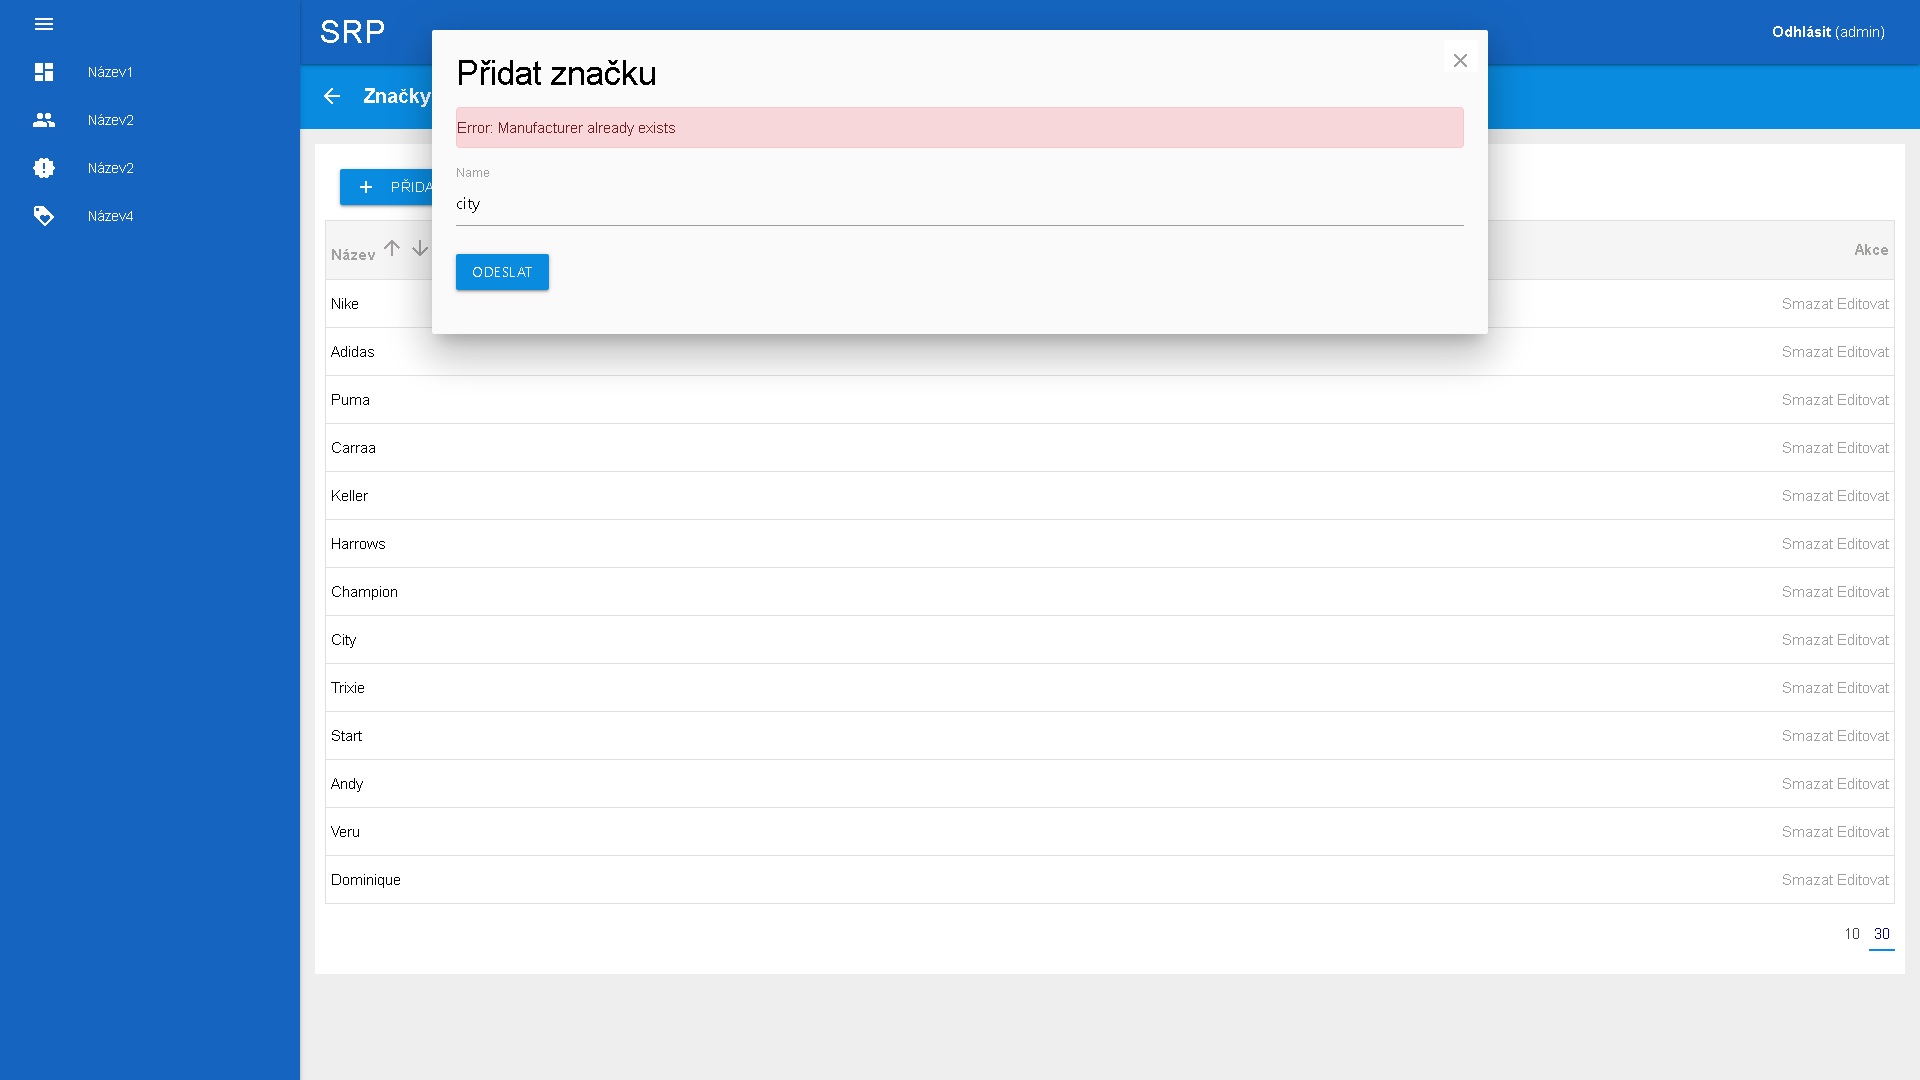 SRP
Odhlásit (admin)
Název1
Název2
Název2
Název4
Značky
Přidat značku
Error: Manufacturer already exists
Name
city
ODESLAT
PŘIDA
Název
Akce
Nike Smazat Editovat
Adidas Smazat Editovat
Puma Smazat Editovat
Carraa Smazat Editovat
Keller Smazat Editovat
Harrows Smazat Editovat
Champion Smazat Editovat
City Smazat Editovat
Trixie Smazat Editovat
Start Smazat Editovat
Andy Smazat Editovat
Veru Smazat Editovat
Dominique Smazat Editovat
10 30